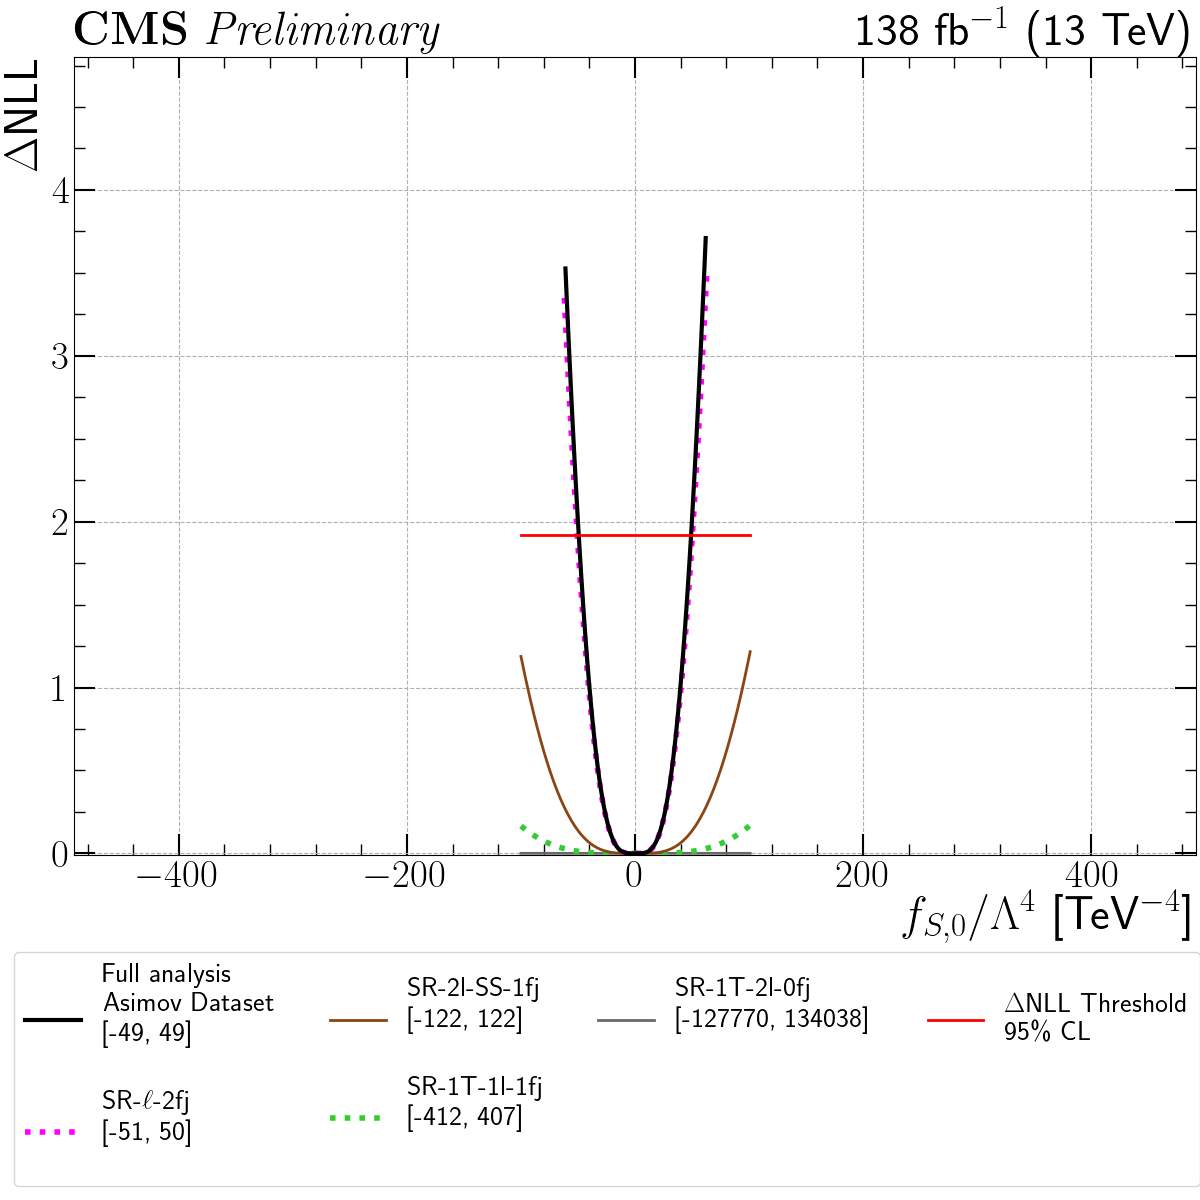 CMS Preliminary
138 fb⁻¹ (13 TeV)
ΔNLL
4
3
2
1
0
−400 −200 0 200 400
f_{S,0}/Λ⁴ [TeV⁻⁴]
Full analysis
Asimov Dataset
[-49, 49]
SR-ℓ-2fj
[-51, 50]
SR-2l-SS-1fj
[-122, 122]
SR-1T-1l-1fj
[-412, 407]
SR-1T-2l-0fj
[-127770, 134038]
ΔNLL Threshold
95% CL